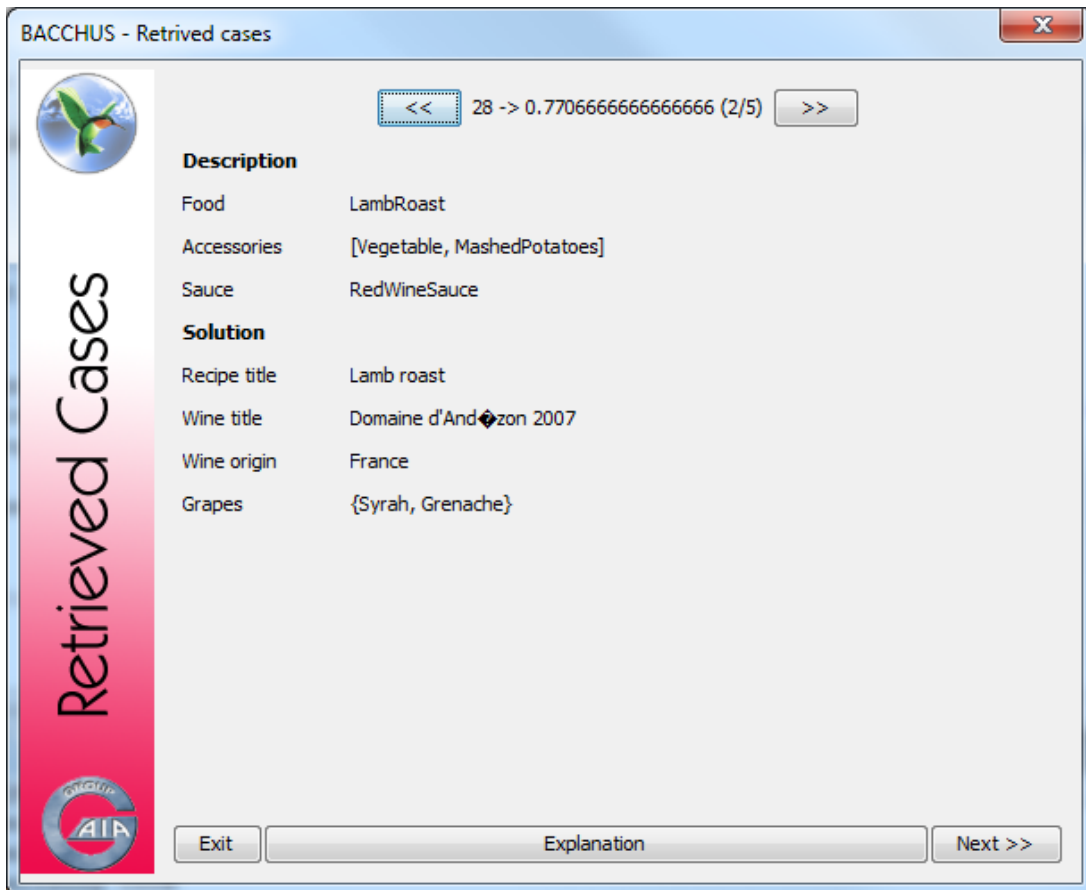 BACCHUS - Retrived cases
<< 28 -> 0.7706666666666666 (2/5) >>
Description
Food LambRoast
Accessories [Vegetable, MashedPotatoes]
Sauce RedWineSauce
Solution
Recipe title Lamb roast
Wine title Domaine d'And�zon 2007
Wine origin France
Grapes {Syrah, Grenache}
Retrieved Cases
GROUP
GAIA
Exit Explanation Next >>